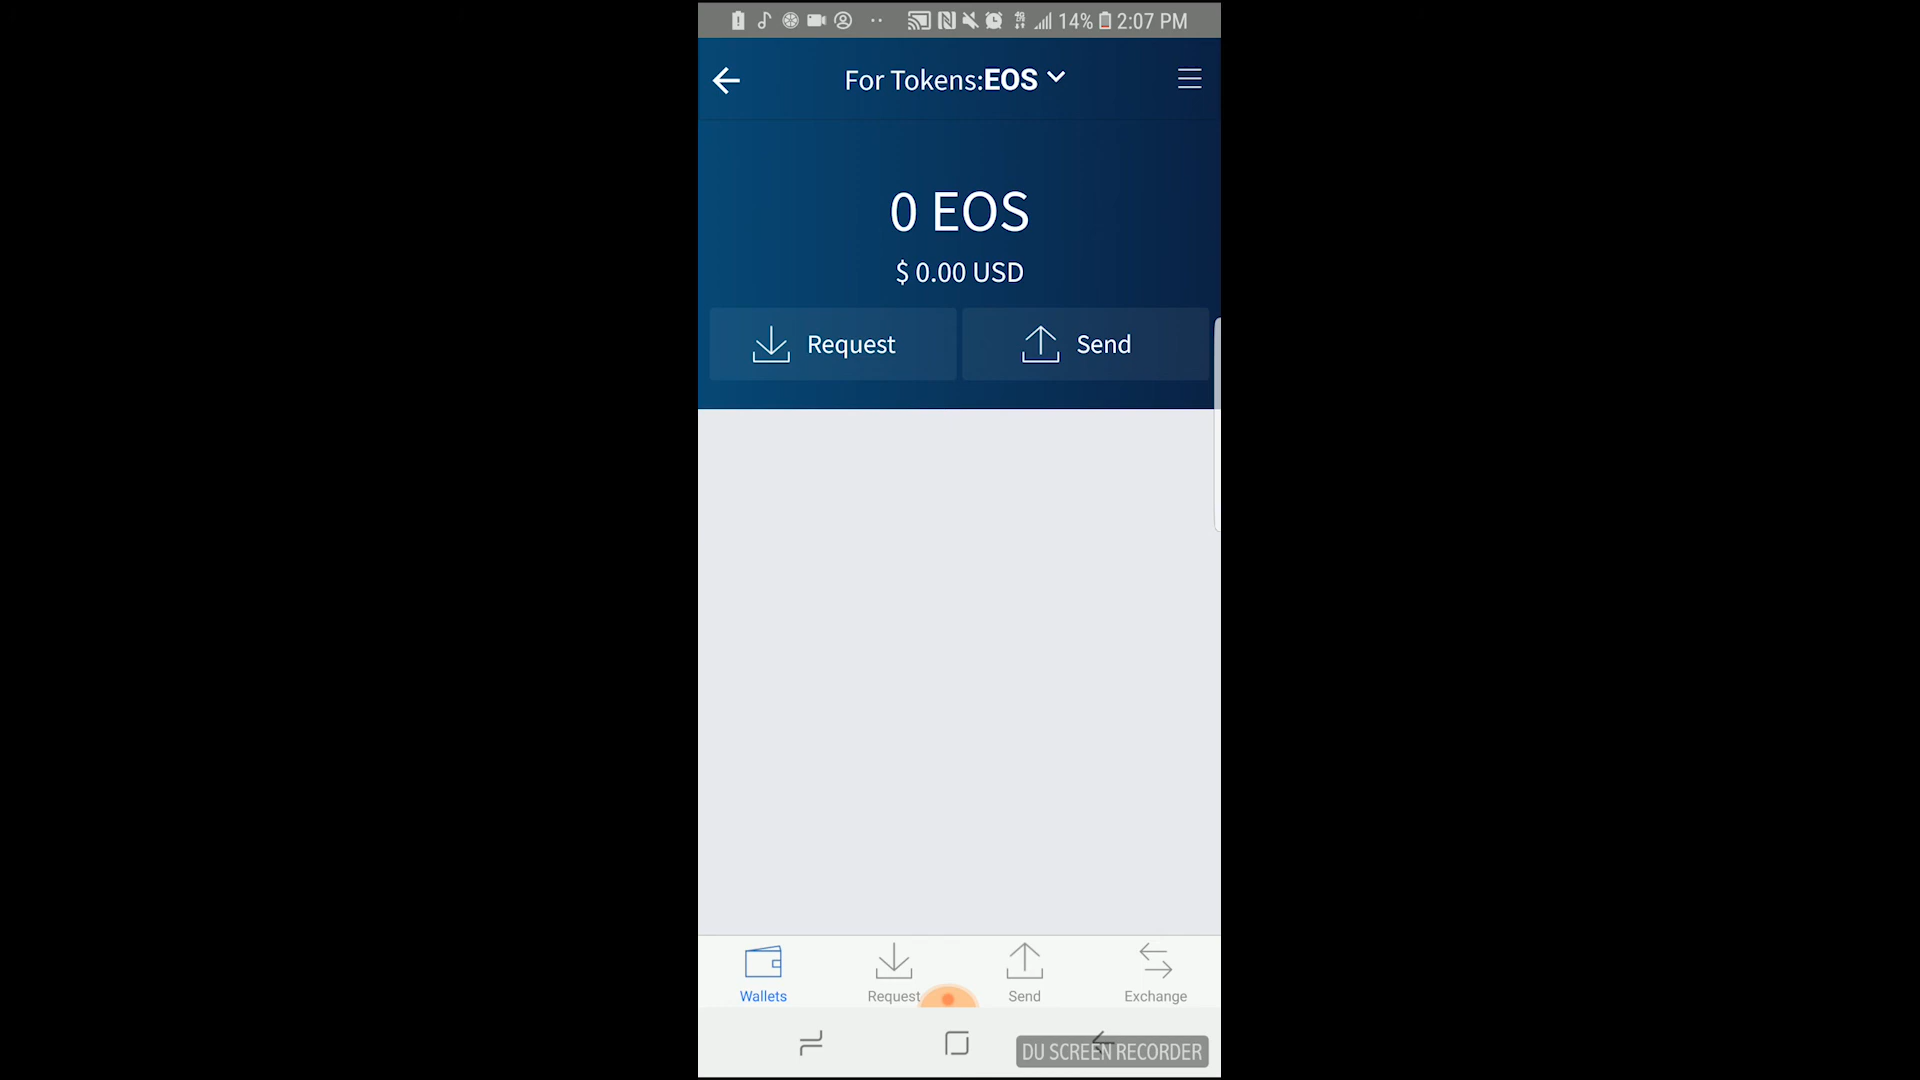 14% 2:07 PM
For Tokens:EOS
0 EOS
$ 0.00 USD
Request Send
Wallets Request Send Exchange
DU SCREEN RECORDER